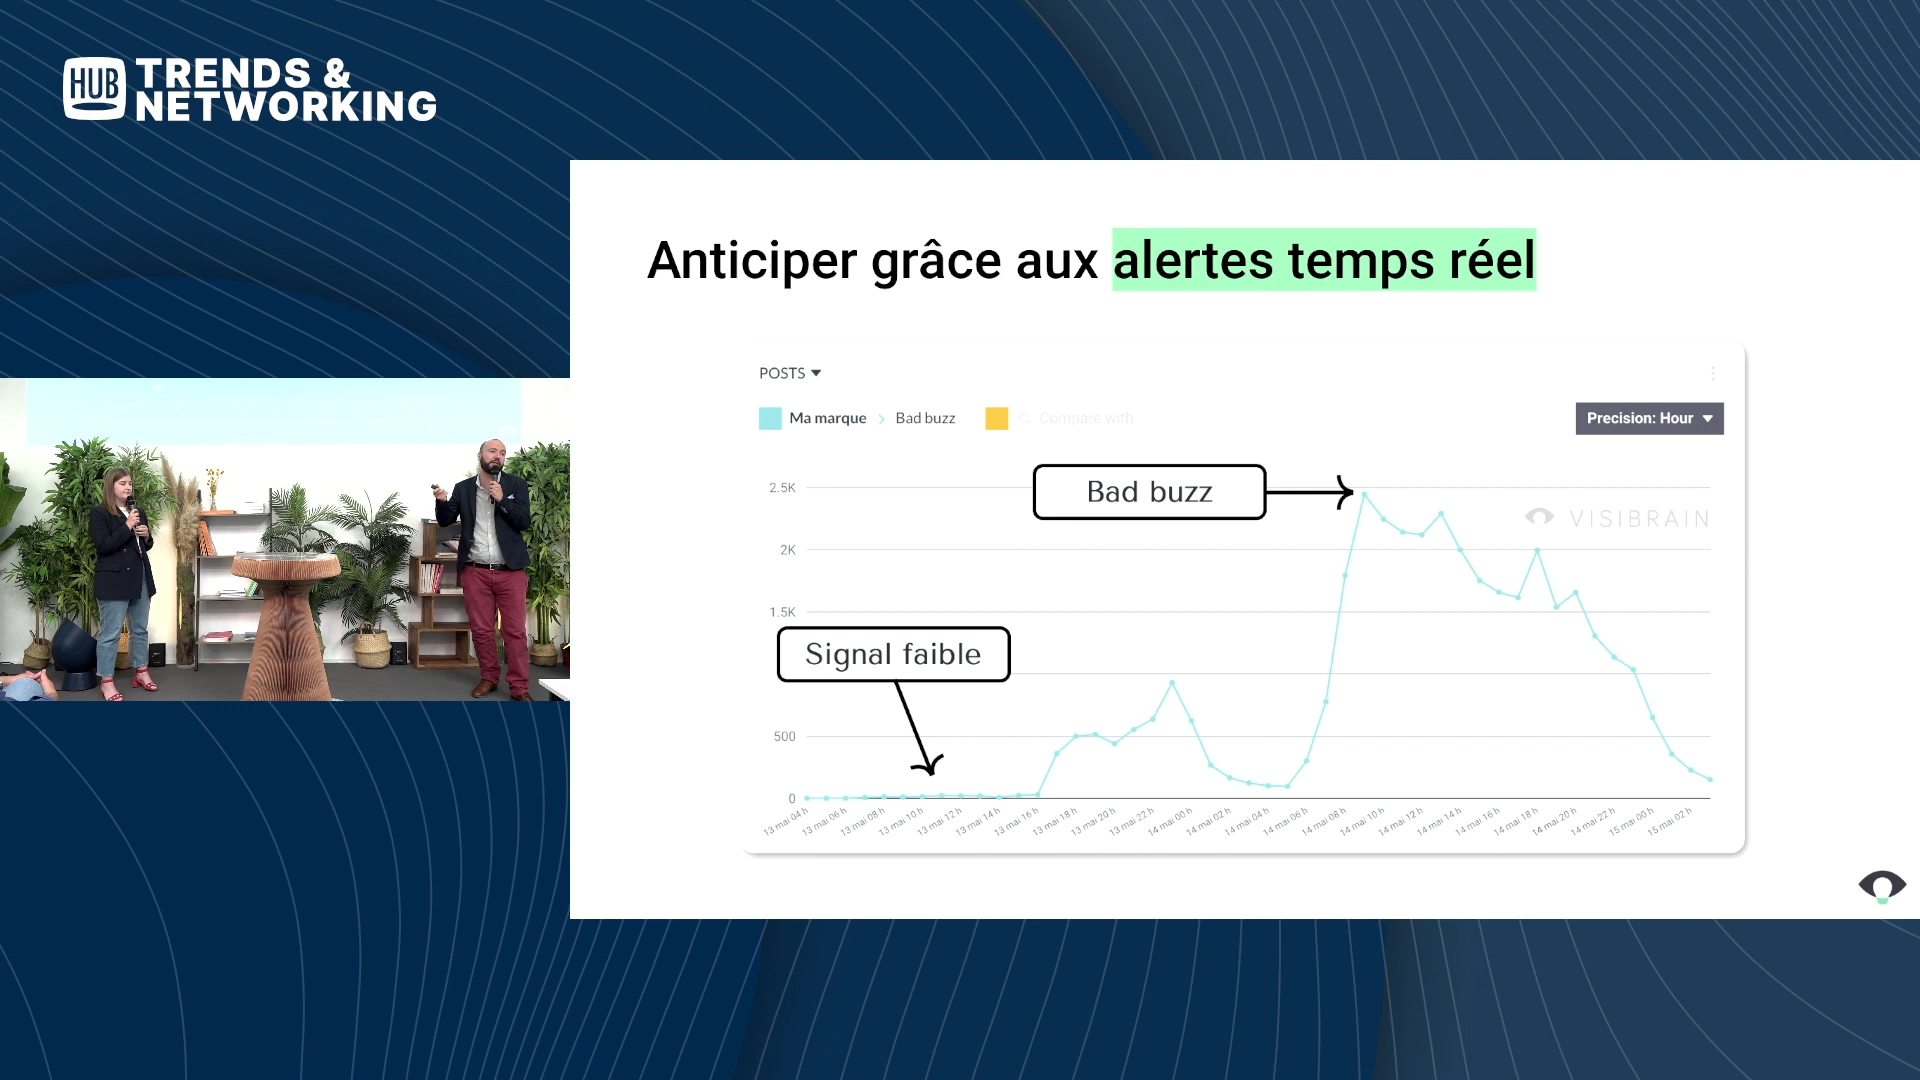 HUB
TRENDS &
NETWORKING
Anticiper grâce aux alertes temps réel
POSTS
Ma marque > Bad buzz
Compare with
Precision: Hour
Bad buzz
VISIBRAIN
Signal faible
2.5K
2K
1.5K
500
0
13 mai 04 h
13 mai 06 h
13 mai 08 h
13 mai 10 h
13 mai 12 h
13 mai 14 h
13 mai 16 h
13 mai 18 h
13 mai 20 h
13 mai 22 h
14 mai 00 h
14 mai 02 h
14 mai 04 h
14 mai 06 h
14 mai 08 h
14 mai 10 h
14 mai 12 h
14 mai 14 h
14 mai 16 h
14 mai 18 h
14 mai 20 h
14 mai 22 h
15 mai 00 h
15 mai 02 h